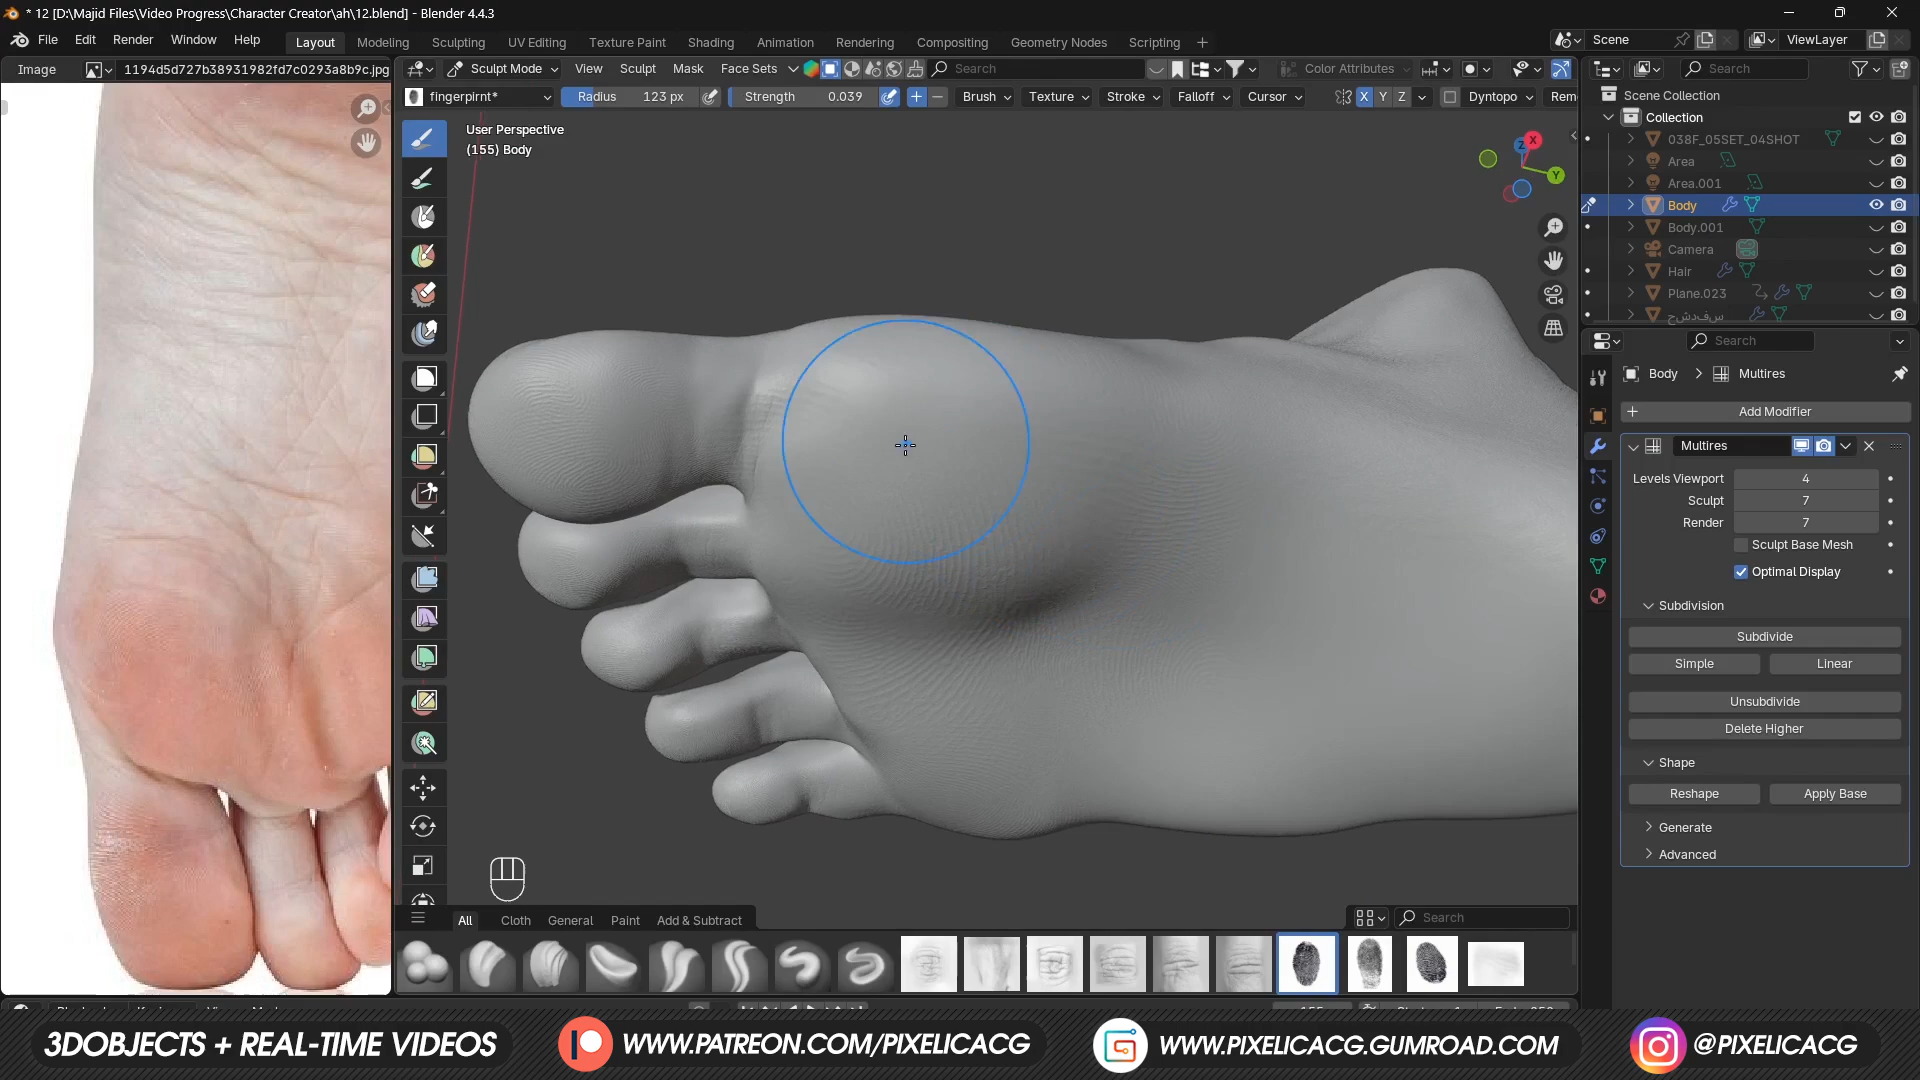 * 12 [D:\Majid Files\Video Progress\Character Creator\ah\12.blend] - Blender 4.4.3
File Edit Render Window Help Layout Modeling Sculpting UV Editing Texture Paint Shading Animation Rendering Compositing Geometry Nodes Scripting + Scene ViewLayer
Image 1194d5d727b38931982fd7c0293a8b9c.jpg Sculpt Mode View Sculpt Mask Face Sets Search Color Attributes Search
fingerpirnt* Radius 123 px Strength 0.039 Brush Texture Stroke Falloff Cursor X Y Z Dyntopo Rem
Scene Collection
Collection
038F_05SET_04SHOT
Area
Area.001
Body
Body.001
Camera
Hair
Plane.023
User Perspective
(155) Body
Z X
Y
Search
Body > Multires
+ Add Modifier
Multires
Levels Viewport 4
Sculpt 7
Render 7
Sculpt Base Mesh
Optimal Display
Subdivision
Subdivide
Simple Linear
Unsubdivide
Delete Higher
Shape
Reshape Apply Base
Generate
Advanced
All Cloth General Paint Add & Subtract Search
3DOBJECTS + REAL-TIME VIDEOS WWW.PATREON.COM/PIXELICACG WWW.PIXELICACG.GUMROAD.COM @PIXELICACG